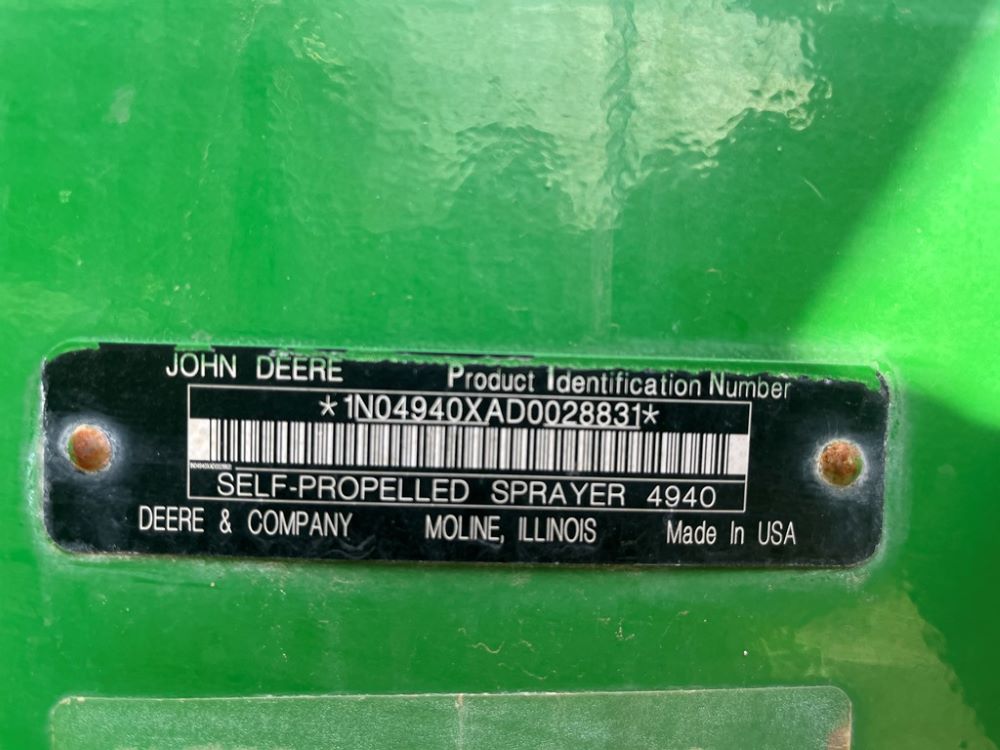 JOHN DEERE Product Identification Number
*1N04940XAD0028831*
SELF-PROPELLED SPRAYER 4940
DEERE & COMPANY MOLINE, ILLINOIS Made In USA